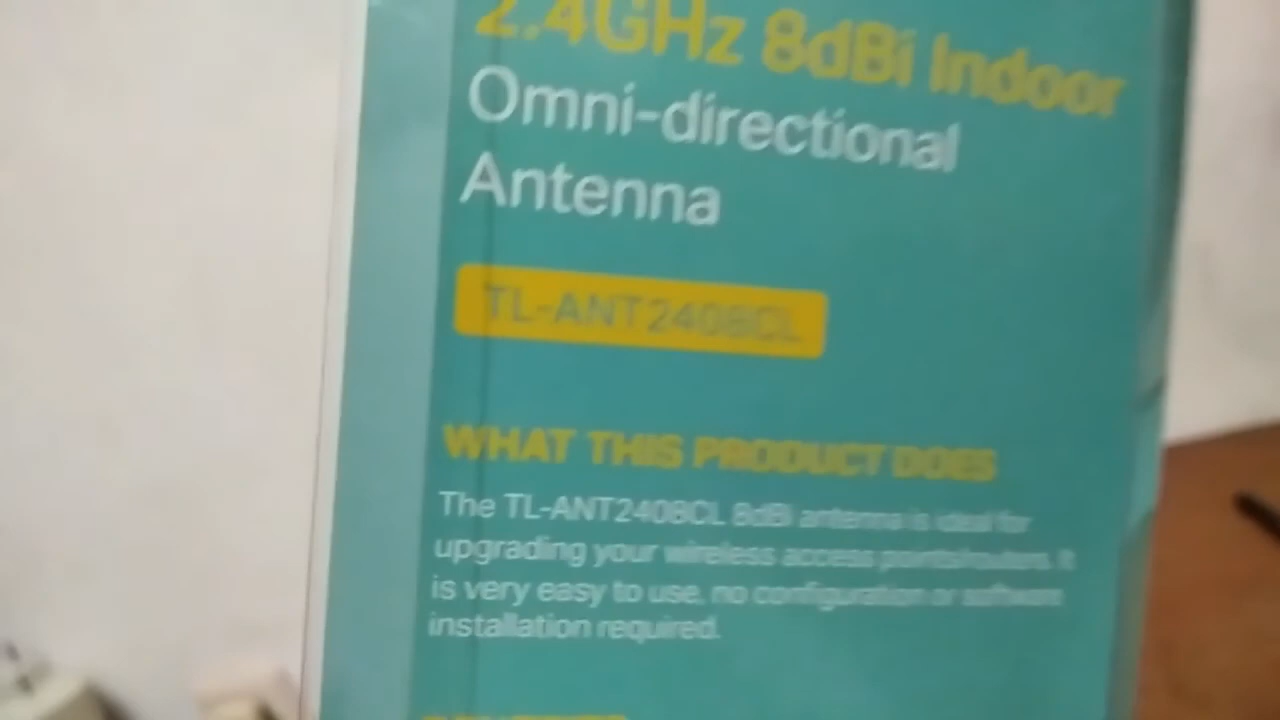 2.4GHz 8dBi Indoor
Omni-directional
Antenna
TL-ANT2408CL
WHAT THIS PRODUCT DOES
The TL-ANT2408CL 8dBi antenna is ideal for
upgrading your wireless access points/routers. It
is very easy to use, no configuration or software
installation required.